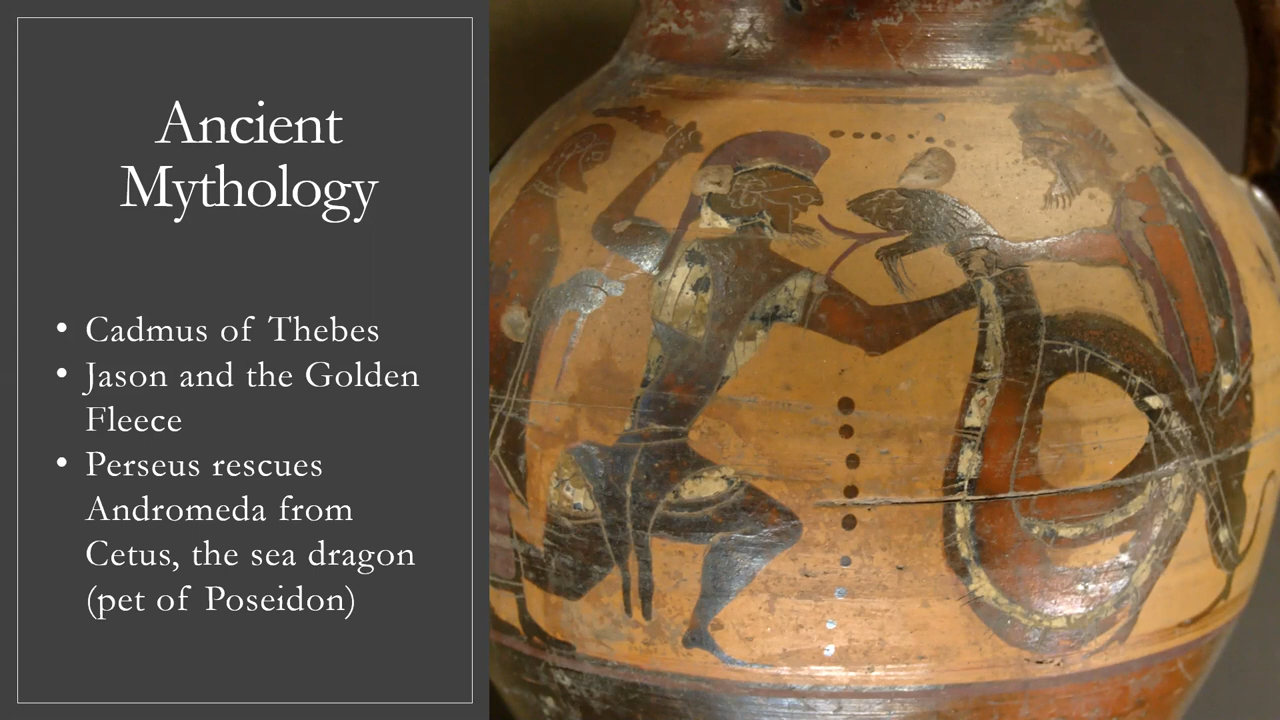 Ancient
Mythology
• Cadmus of Thebes
• Jason and the Golden
Fleece
• Perseus rescues
Andromeda from
Cetus, the sea dragon
(pet of Poseidon)